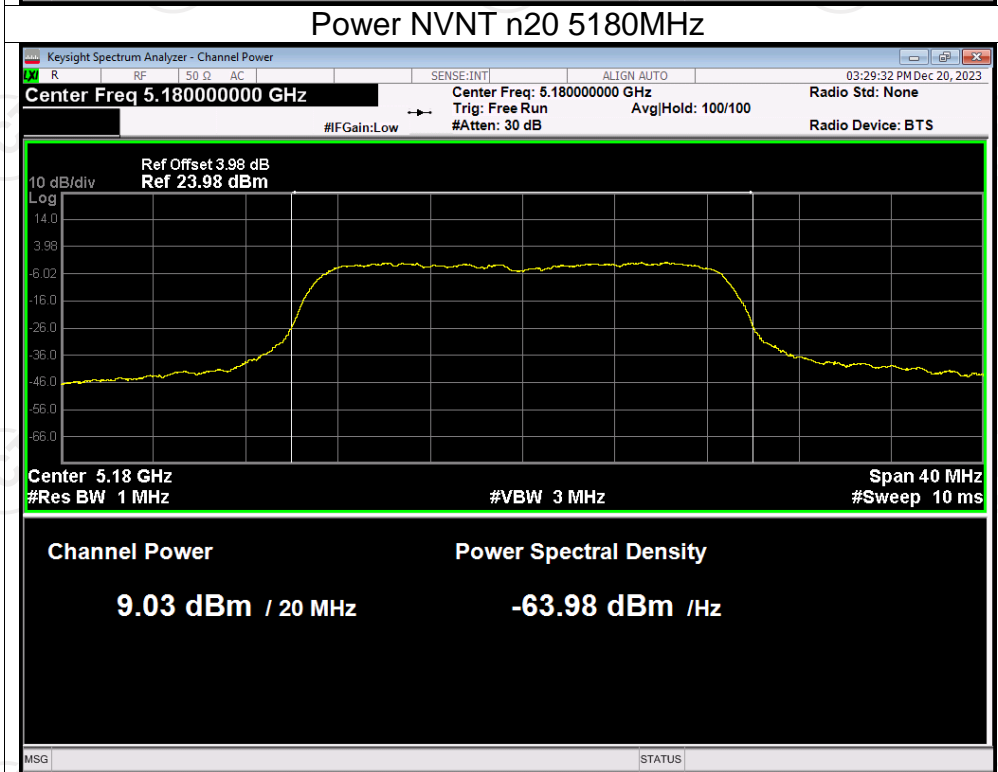 Power NVNT n20 5180MHz
Keysight Spectrum Analyzer - Channel Power
LXI R RF 50 Ω AC SENSE:INT ALIGN AUTO 03:29:32 PM Dec 20, 2023
Center Freq 5.180000000 GHz Center Freq: 5.180000000 GHz Radio Std: None
Trig: Free Run Avg|Hold: 100/100
#IFGain:Low #Atten: 30 dB Radio Device: BTS
Ref Offset 3.98 dB
10 dB/div Ref 23.98 dBm
Log
14.0
3.98
-6.02
-16.0
-26.0
-36.0
-46.0
-56.0
-66.0
Center 5.18 GHz Span 40 MHz
#Res BW 1 MHz #VBW 3 MHz #Sweep 10 ms
Channel Power Power Spectral Density
9.03 dBm / 20 MHz -63.98 dBm /Hz
MSG STATUS